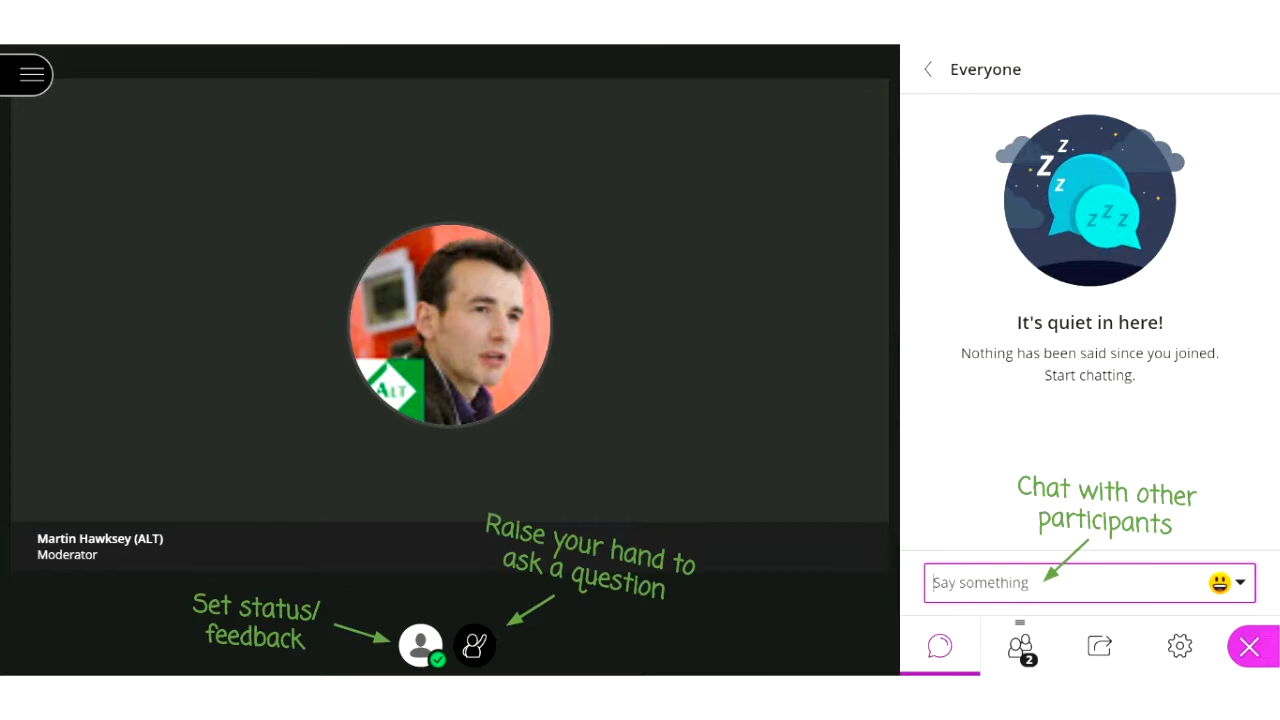 Everyone
Z
Z
Z
Z Z Z
ALT
It's quiet in here!
Nothing has been said since you joined.
Start chatting.
Chat with other
participants
Martin Hawksey (ALT)
Moderator
Raise your hand to
ask a question
Set status/
feedback
Say something
2